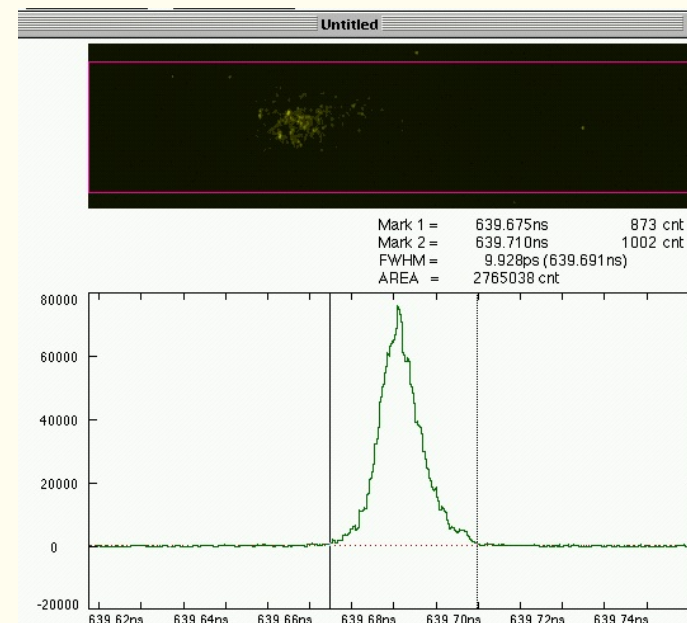 Untitled
Mark 1 = 639.675ns 873 cnt
Mark 2 = 639.710ns 1002 cnt
FWHM = 9.928ps (639.691ns)
AREA = 2765038 cnt
80000
60000
40000
20000
0
-20000
639.62ns 639.64ns 639.66ns 639.68ns 639.70ns 639.72ns 639.74ns